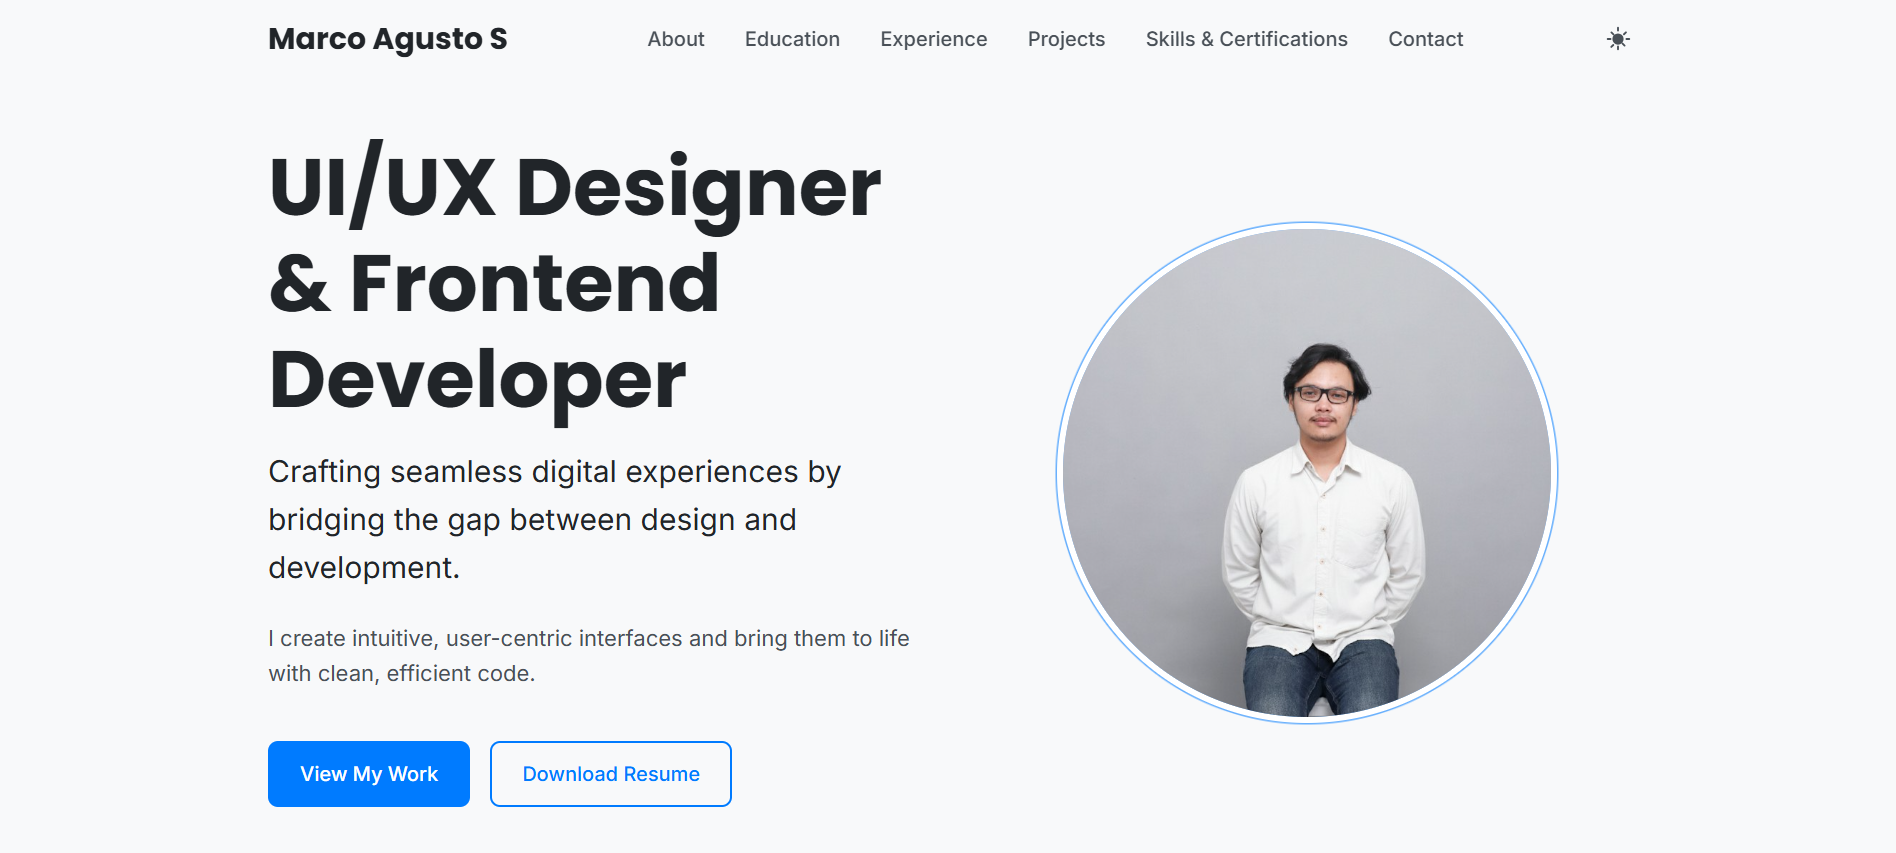 Marco Agusto S
About Education Experience Projects Skills & Certifications Contact
UI/UX Designer
& Frontend
Developer
Crafting seamless digital experiences by
bridging the gap between design and
development.
I create intuitive, user-centric interfaces and bring them to life
with clean, efficient code.
View My Work Download Resume